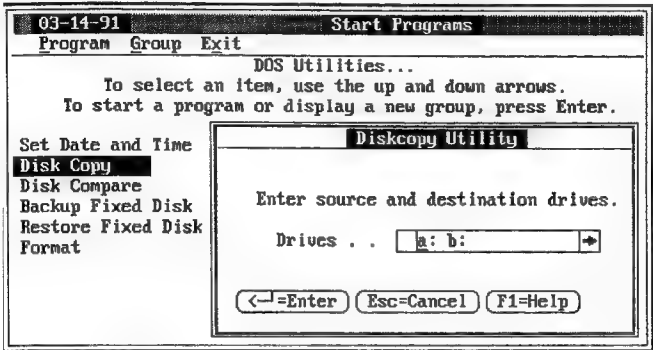 03-14-91 Start Programs
Program Group Exit
DOS Utilities...
To select an item, use the up and down arrows.
To start a program or display a new group, press Enter.
Set Date and Time
Disk Copy
Disk Compare
Backup Fixed Disk
Restore Fixed Disk
Format
Diskcopy Utility
Enter source and destination drives.
Drives . . a: b: →
<─┘=Enter Esc=Cancel F1=Help